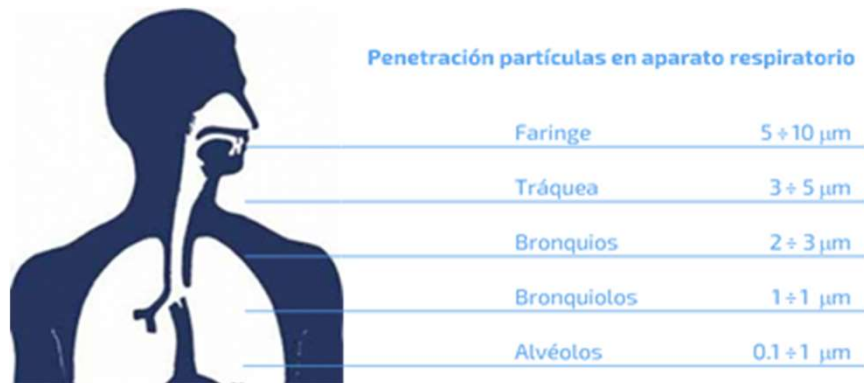 Penetración partículas en aparato respiratorio
Faringe 5÷10 µm
Tráquea 3÷5 µm
Bronquios 2÷3 µm
Bronquiolos 1÷1 µm
Alvéolos 0.1÷1 µm